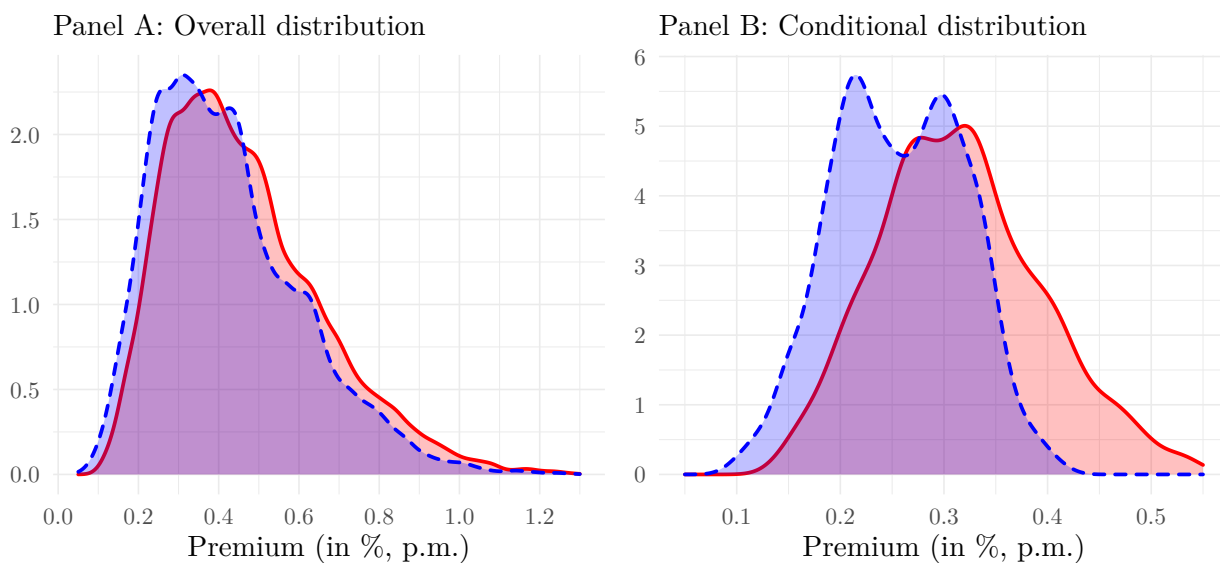 Panel A: Overall distribution
2.0
1.5
1.0
0.5
0.0
0.0 0.2 0.4 0.6 0.8 1.0 1.2
Premium (in %, p.m.)
Panel B: Conditional distribution
6
5
4
3
2
1
0
0.1 0.2 0.3 0.4 0.5
Premium (in %, p.m.)